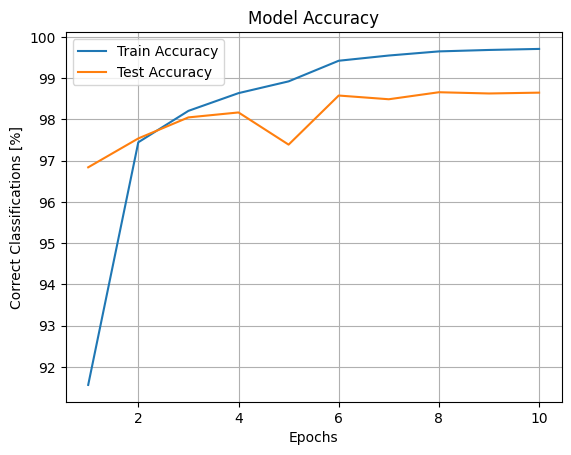 Model Accuracy
Train Accuracy
Test Accuracy
Correct Classifications [%]
100
99
98
97
96
95
94
93
92
2 4 6 8 10
Epochs